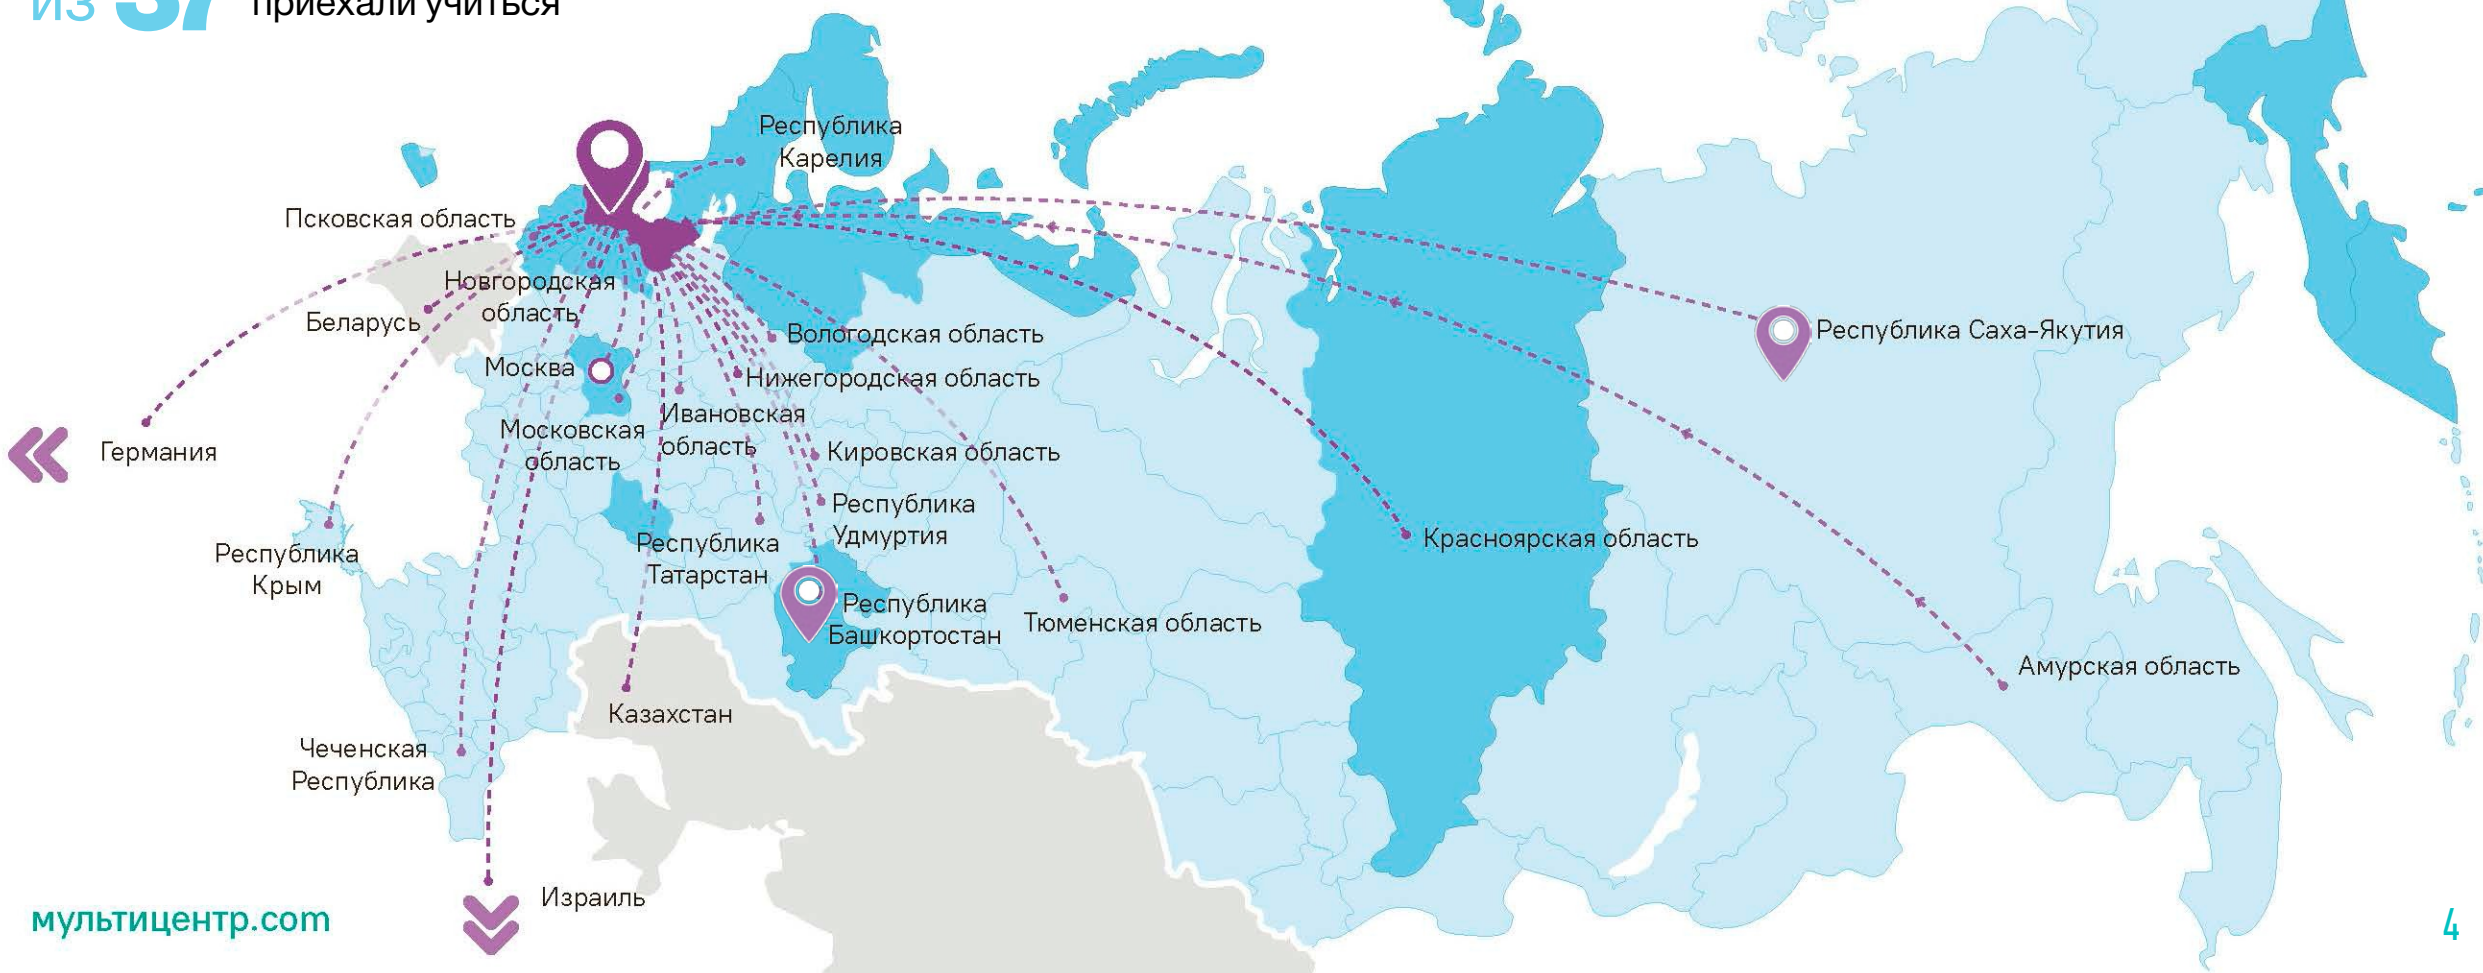 из 37 приехали учиться
Республика
Карелия
Псковская область
Новгородская
область
Беларусь
Вологодская область
Республика Саха-Якутия
Москва
Нижегородская область
Ивановская
область
Московская
область
Германия
Кировская область
Республика
Удмуртия
Республика
Татарстан
Красноярская область
Республика
Крым
Республика
Башкортостан
Тюменская область
Амурская область
Казахстан
Чеченская
Республика
Израиль
мультицентр.com
4